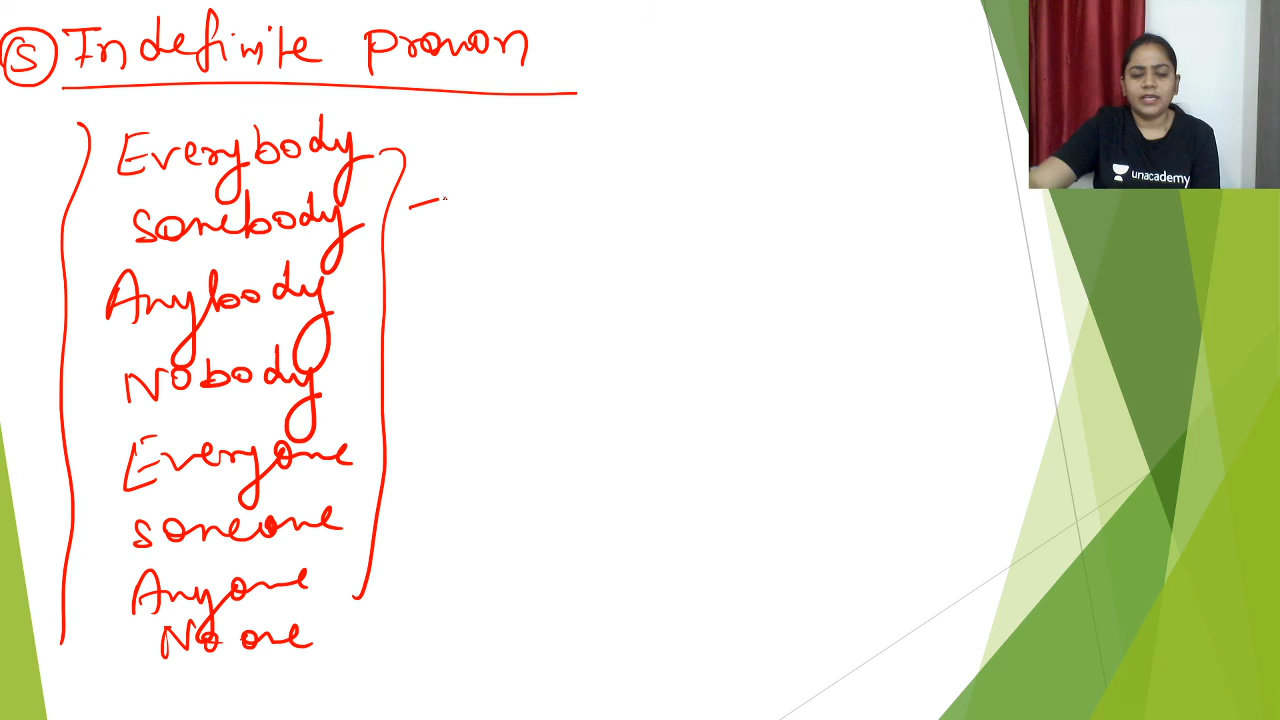 (5) Indefinite pronon
Everybody
Somebody
Anybody
Nobody
Everyone
Someone
Anyone
No one
unacademy